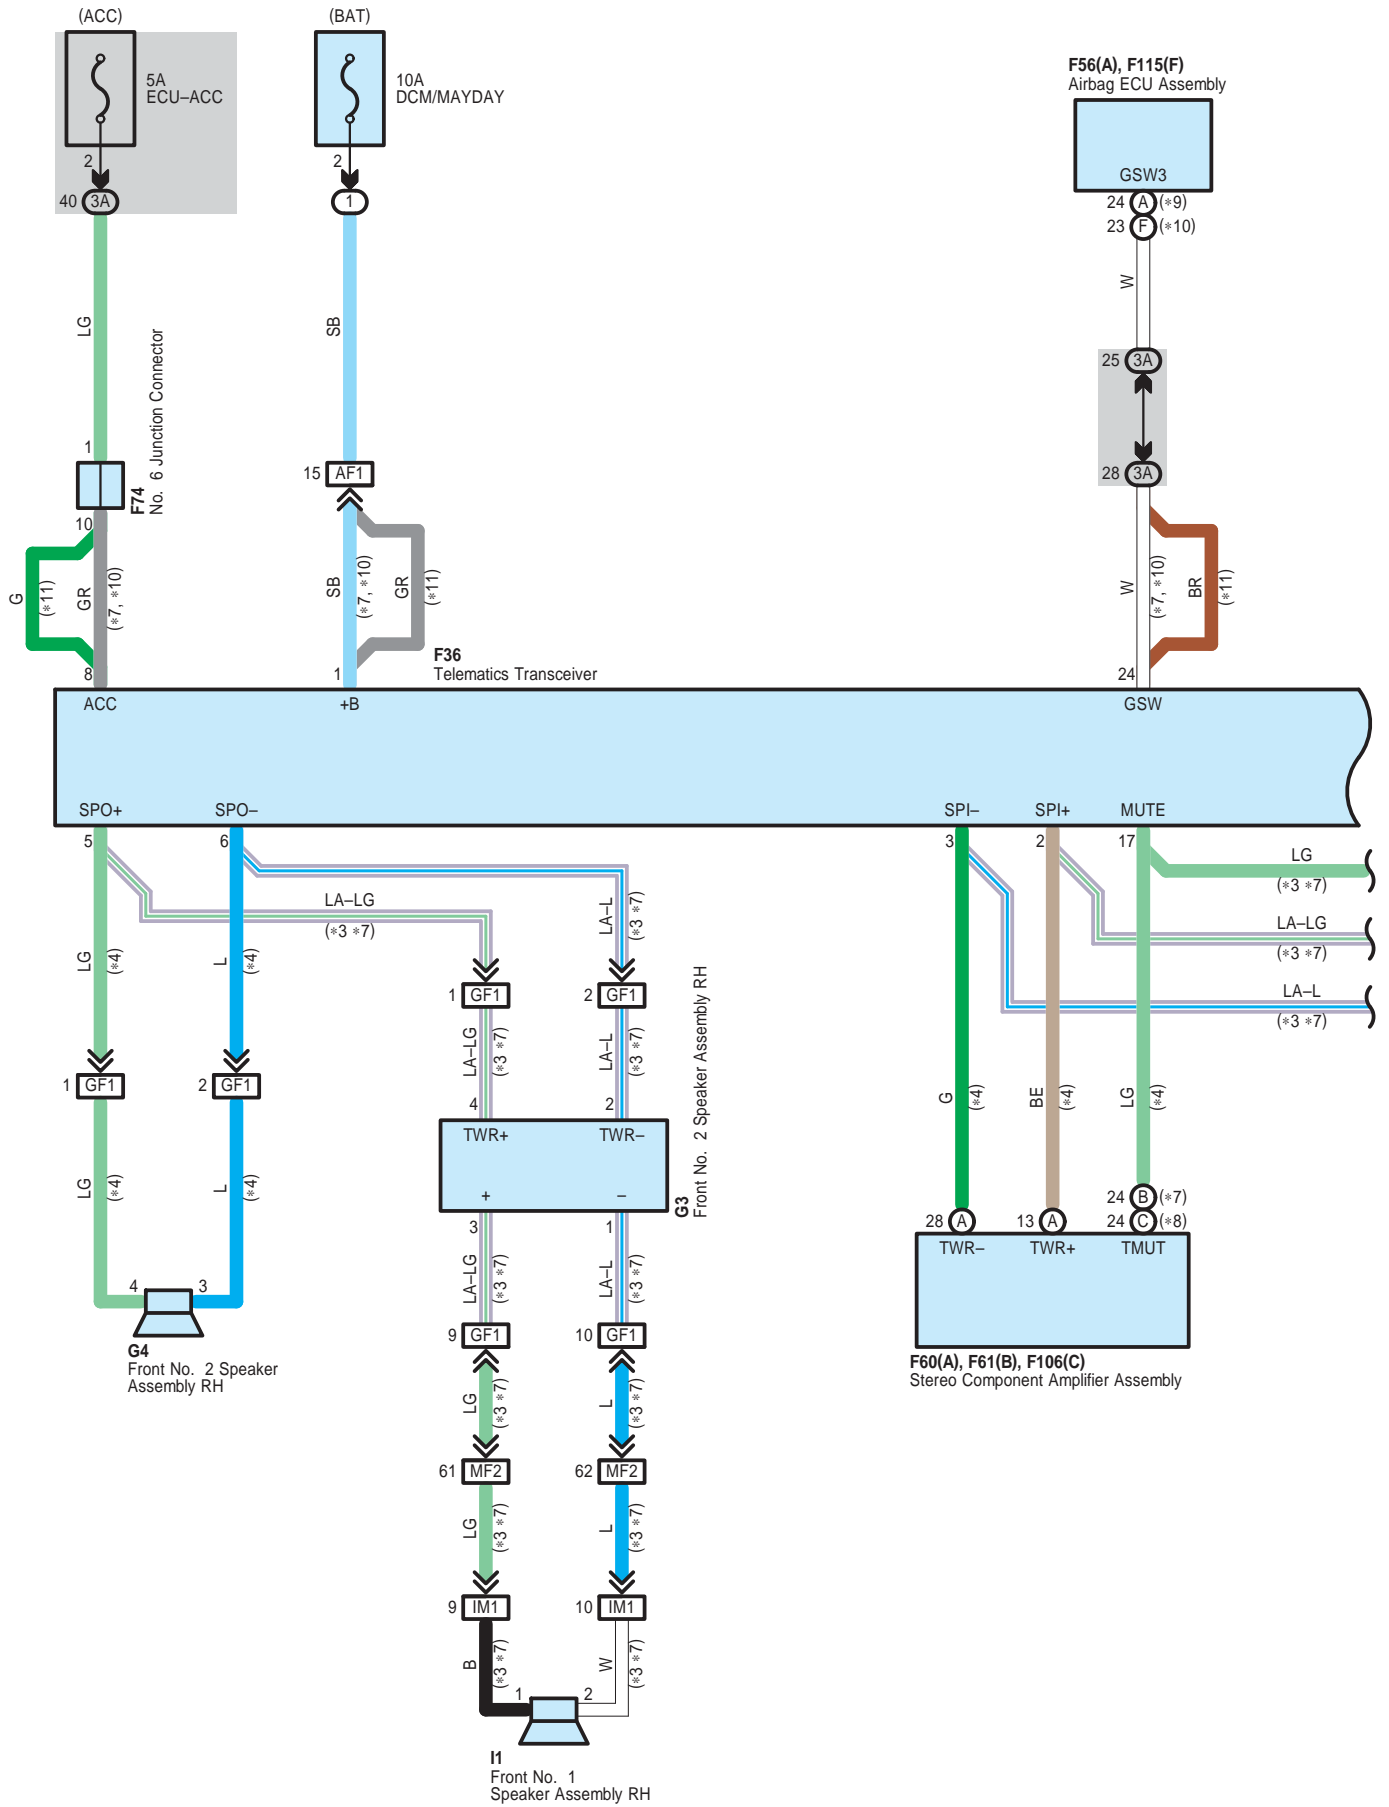 (ACC)
(BAT)
5A
ECU–ACC
10A
DCM/MAYDAY
F56(A), F115(F)
Airbag ECU Assembly
GSW3
2
2
40 3A
1
24 A (*9)
23 F (*10)
LG
SB
W
25 3A
28 3A
1
F74
No. 6 Junction Connector
15 AF1
10
G
(*11)
GR
(*7, *10)
SB
(*7, *10)
GR
(*11)
W
(*7, *10)
BR
(*11)
8
1
24
F36
Telematics Transceiver
ACC
+B
GSW
SPO+
SPO–
SPI–
SPI+
MUTE
5
6
3
2
17
LG
(*3 *7)
LA–LG
(*3 *7)
LA–L
(*3 *7)
LA–LG
(*3 *7)
LA–L
(*3 *7)
LG
(*4)
L
(*4)
1 GF1
2 GF1
LA–LG
(*3 *7)
LA–L
(*3 *7)
Front No. 2 Speaker Assembly RH
G3
1 GF1
2 GF1
G
(*4)
BE
(*4)
LG
(*4)
4
2
TWR+
TWR–
+
–
LG
(*4)
L
(*4)
3
1
24 B (*7)
28 A
13 A
24 C (*8)
TWR–
TWR+
TMUT
LA–LG
(*3 *7)
LA–L
(*3 *7)
4
3
G4
Front No. 2 Speaker
Assembly RH
9 GF1
10 GF1
F60(A), F61(B), F106(C)
Stereo Component Amplifier Assembly
LG
(*3 *7)
L
(*3 *7)
61 MF2
62 MF2
LG
(*3 *7)
L
(*3 *7)
9 IM1
10 IM1
B
(*3 *7)
W
(*3 *7)
1
2
I1
Front No. 1
Speaker Assembly RH